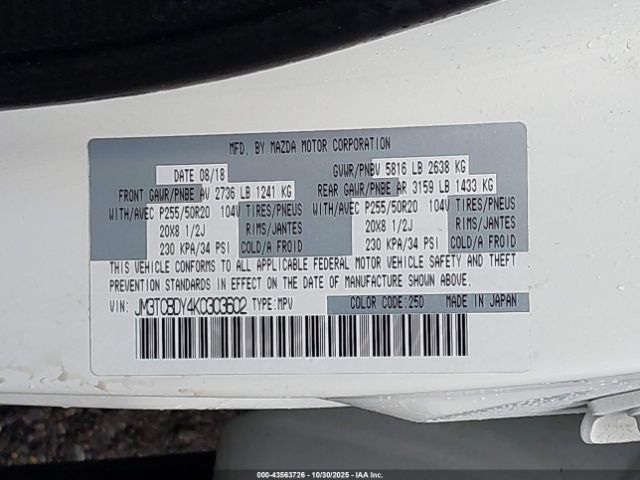 MFD. BY MAZDA MOTOR CORPORATION
DATE 08/18 GVWR/PNBV 5816 LB 2638 KG
FRONT GAWR/PNBE AV 2736 LB 1241 KG REAR GAWR/PNBE AR 3159 LB 1433 KG
WITH/AVEC P255/50R20 104V TIRES/PNEUS WITH/AVEC P255/50R20 104V TIRES/PNEUS
20X8 1/2J RIMS/JANTES 20X8 1/2J RIMS/JANTES
230 KPA/34 PSI COLD/A FROID 230 KPA/34 PSI COLD/A FROID
THIS VEHICLE CONFORMS TO ALL APPLICABLE FEDERAL MOTOR VEHICLE SAFETY AND THEFT
PREVENTION STANDARDS IN EFFECT ON THE DATE OF MANUFACTURE SHOWN ABOVE.
VIN: JM3TCBDY4K0303602 TYPE:MPV COLOR CODE:25D MADE IN JAPAN
000-43563726 - 10/30/2025 - IAA Inc.